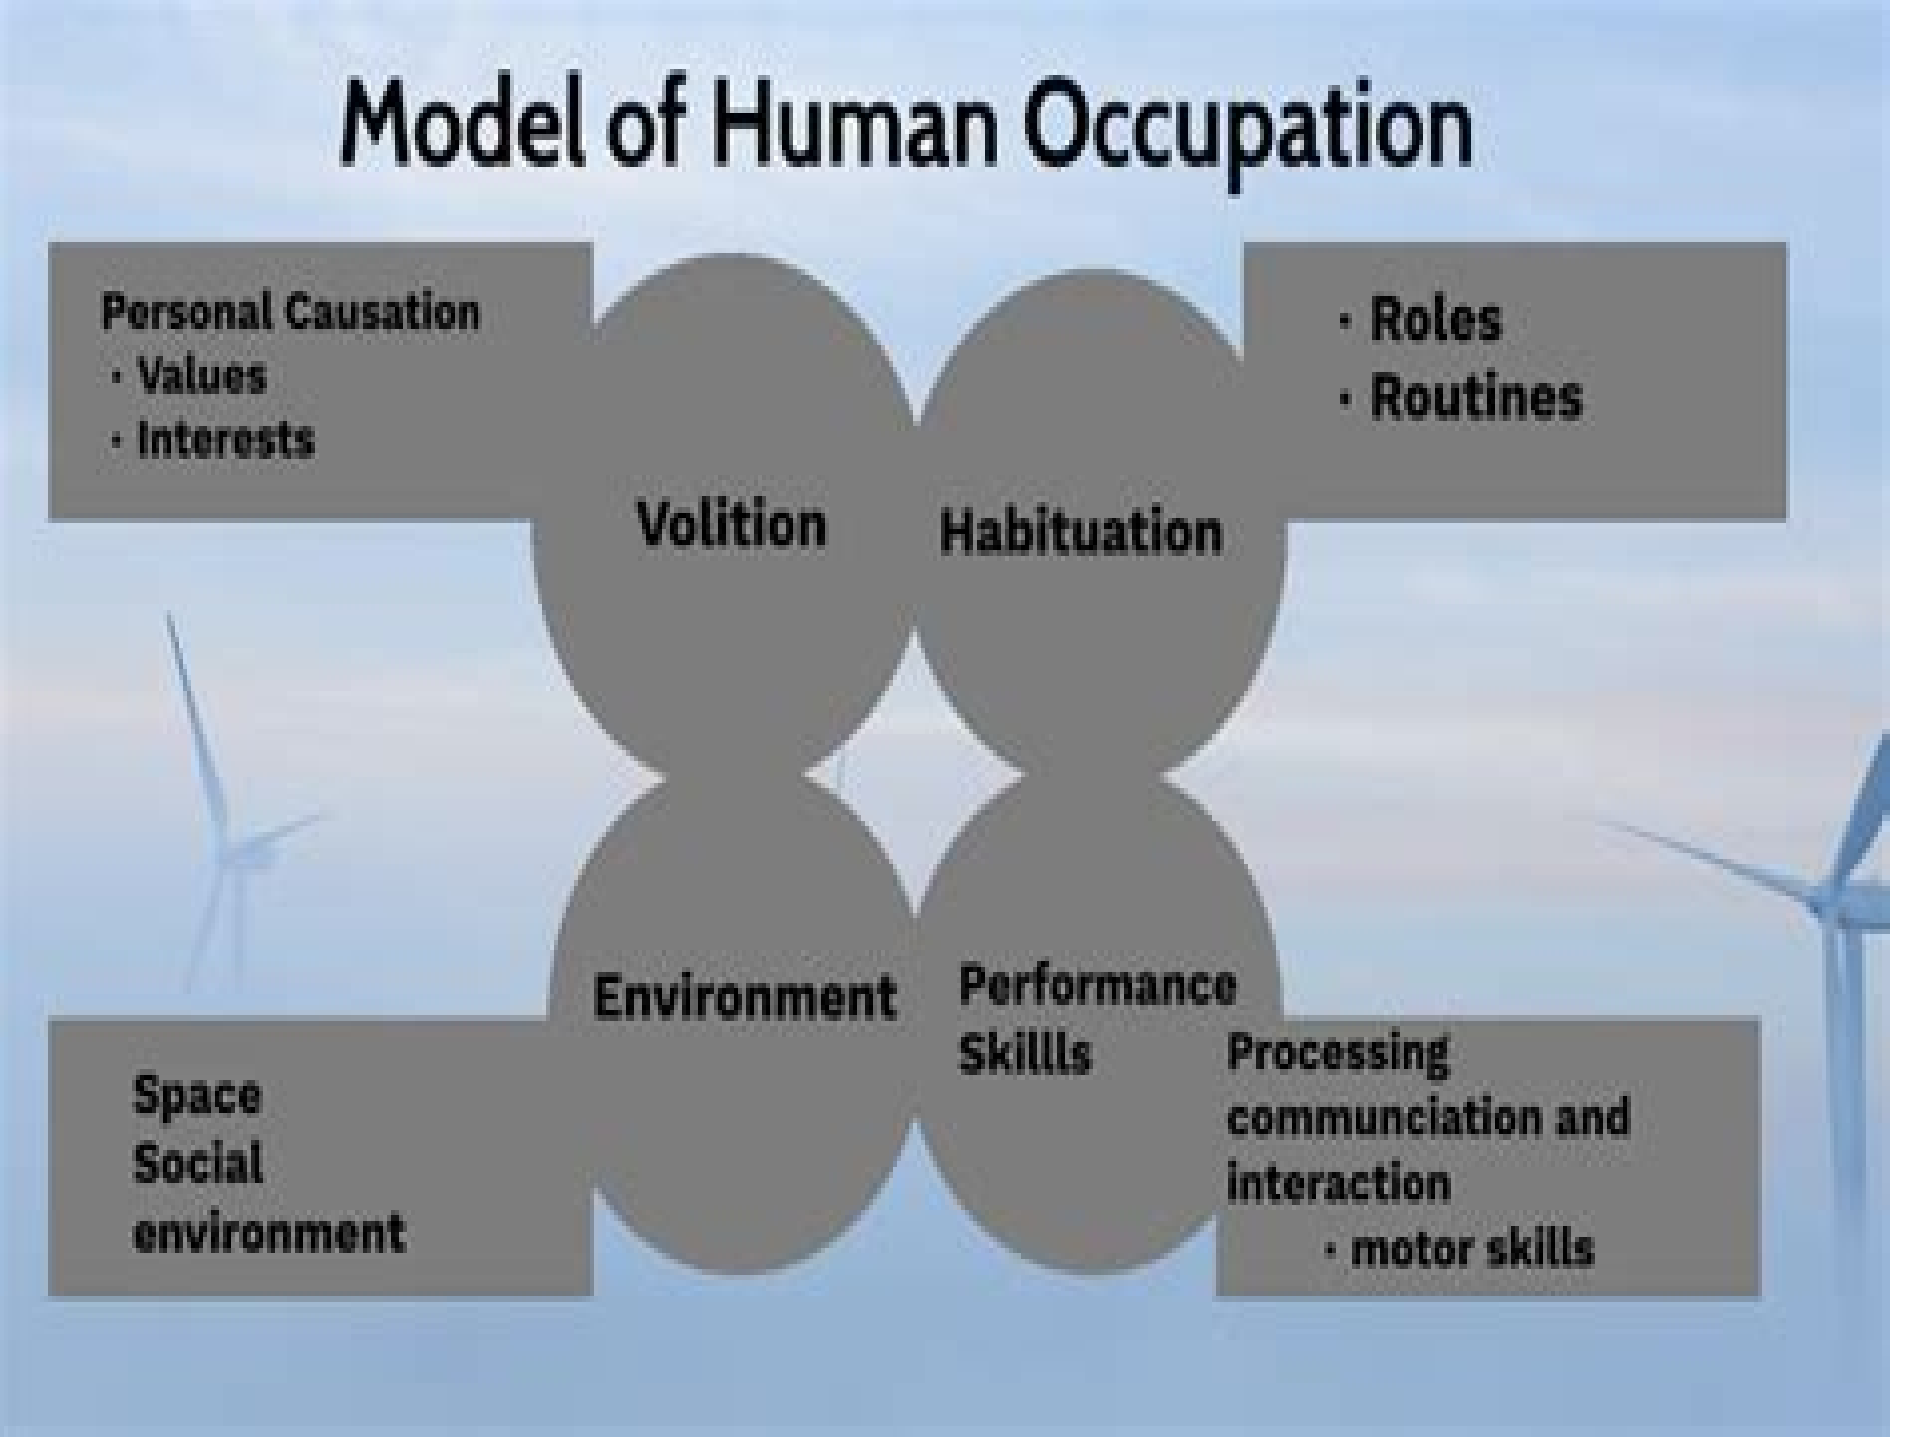 Model of Human Occupation
Personal Causation
· Values
· Interests
· Roles
· Routines
Volition
Habituation
Environment
Performance
Skillls
Space
Social
environment
Processing
communciation and
interaction
· motor skills